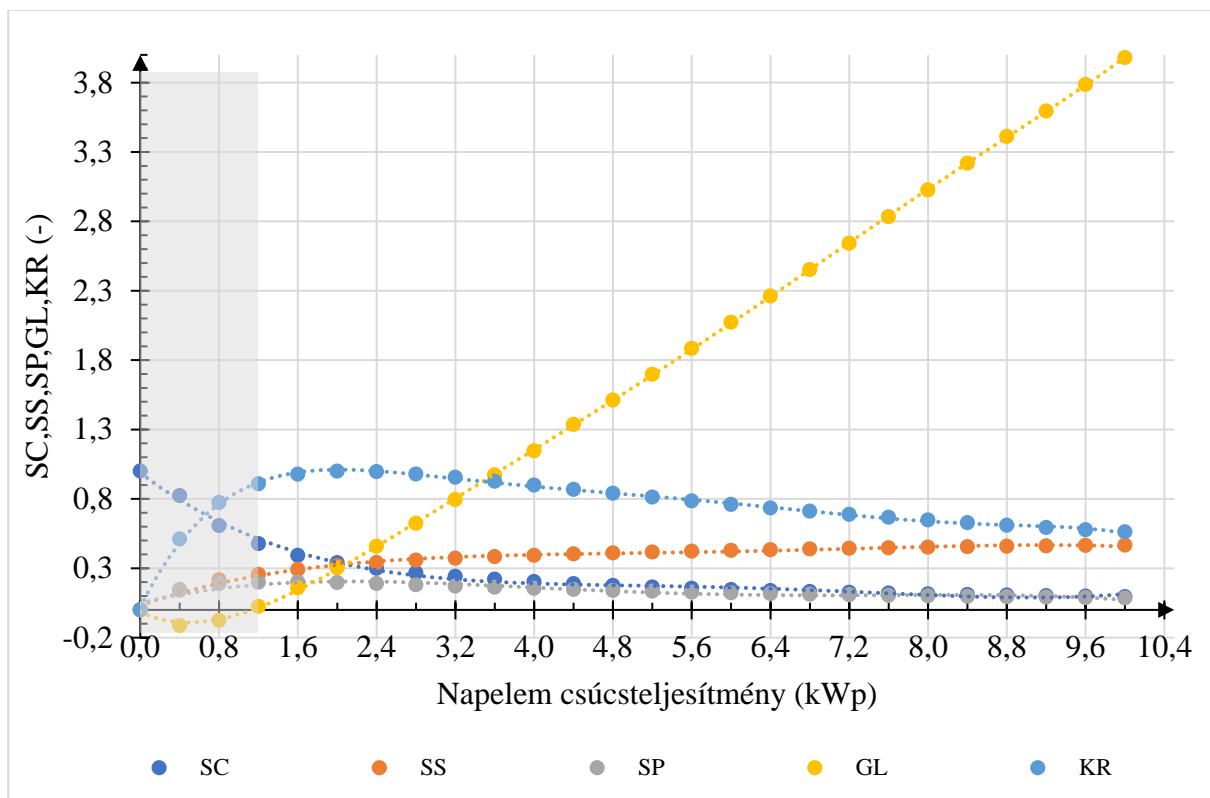 3,8
3,3
2,8
2,3
1,8
1,3
0,8
0,3
-0,2
SC,SS,SP,GL,KR (-)
0,0 0,8 1,6 2,4 3,2 4,0 4,8 5,6 6,4 7,2 8,0 8,8 9,6 10,4
Napelem csúcsteljesítmény (kWp)
SC SS SP GL KR